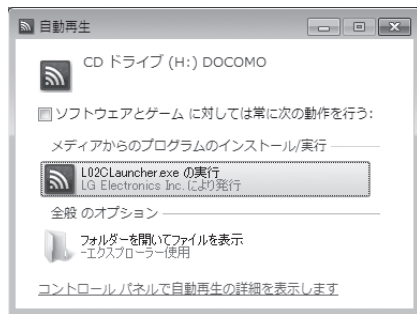 自動再生
CD ドライブ (H:) DOCOMO
ソフトウェアとゲーム に対しては常に次の動作を行う:
メディアからのプログラムのインストール/実行
L02CLauncher.exe の実行
LG Electronics Inc. により発行
全般 のオプション
フォルダーを開いてファイルを表示
-エクスプローラー使用
コントロール パネルで自動再生の詳細を表示します